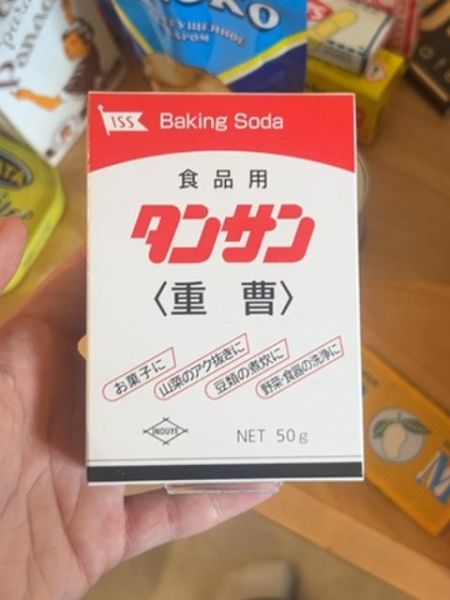 ISS
Baking Soda
食品用
タンサン
〈重曹〉
お菓子に
山菜のアク抜きに
豆類の煮炊に
野菜・食器の洗浄に
INOUYE
NET 50g